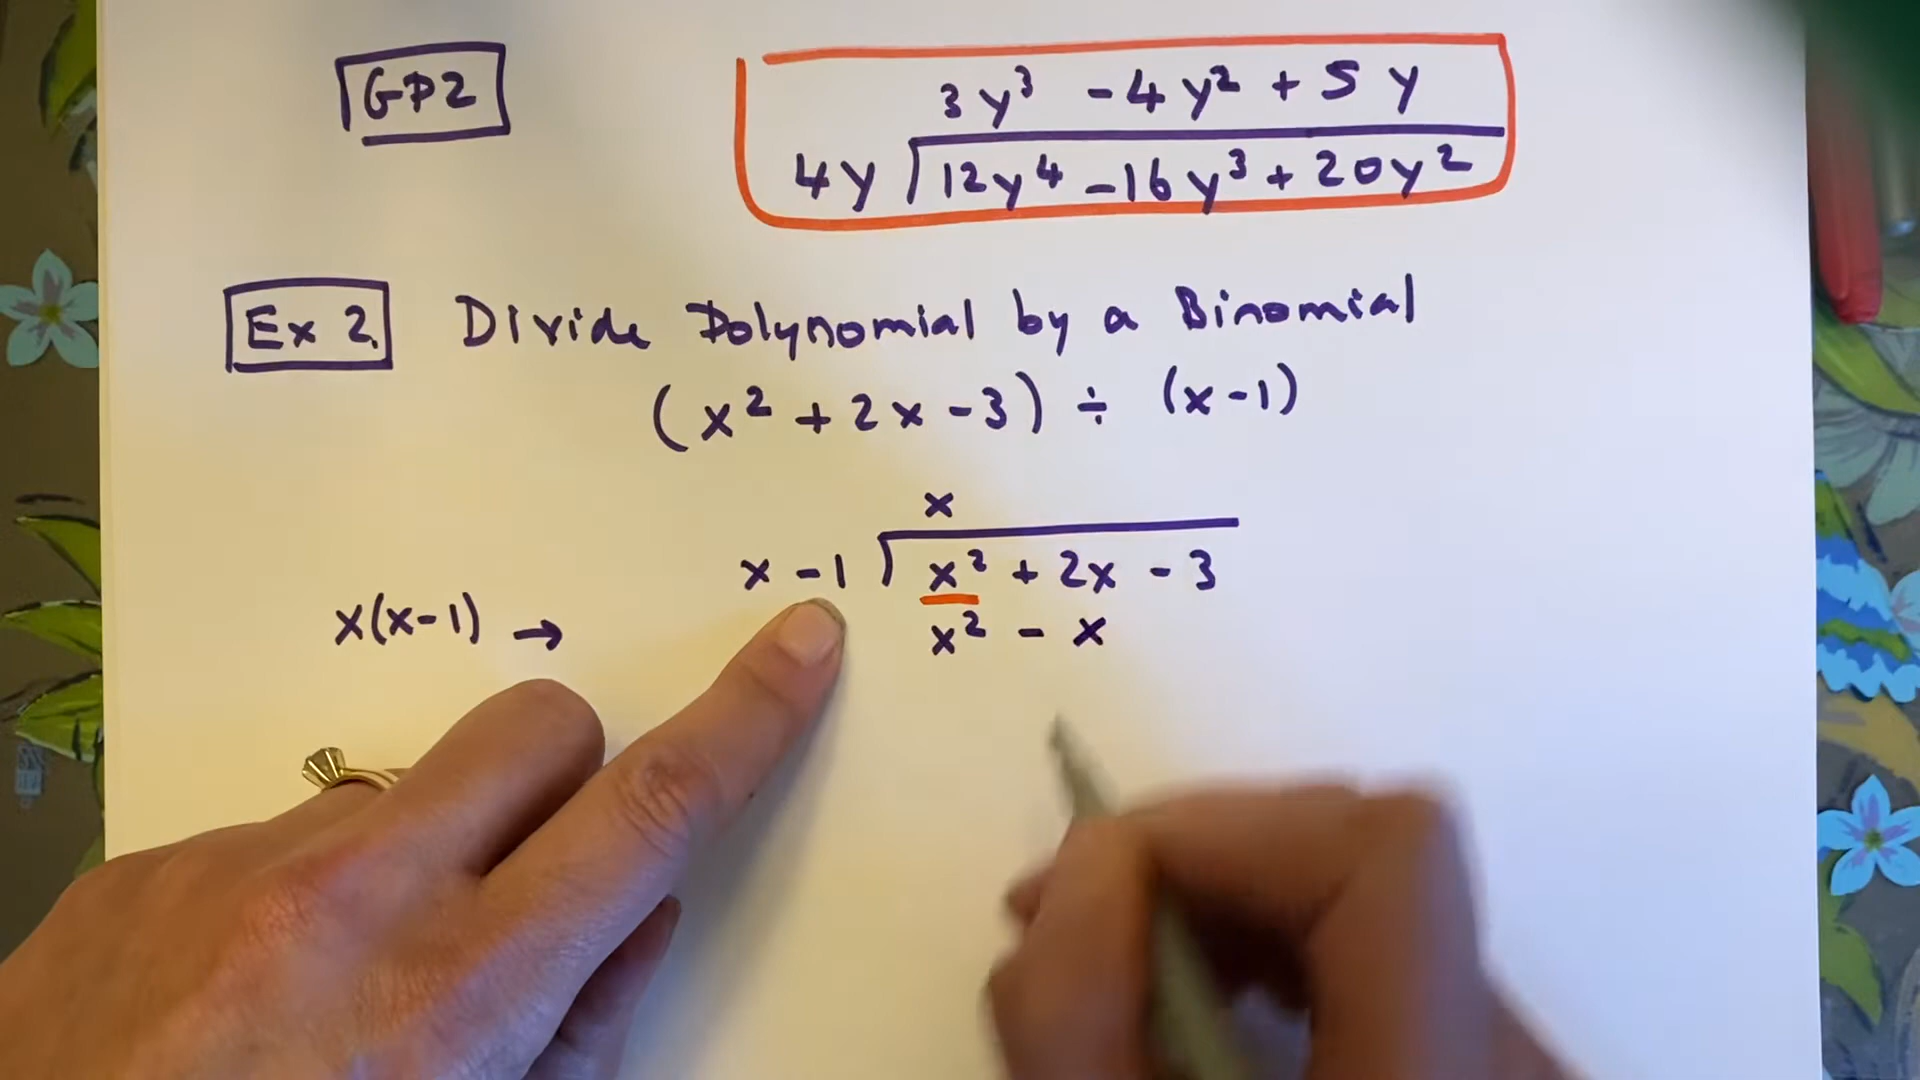 GP2
3y³ - 4y² + 5y
4y 12y⁴ - 16y³ + 20y²
Ex 2. Divide Polynomial by a Binomial
(x² + 2x - 3) ÷ (x - 1)
x
x - 1 x² + 2x - 3
x(x - 1) → x² - x